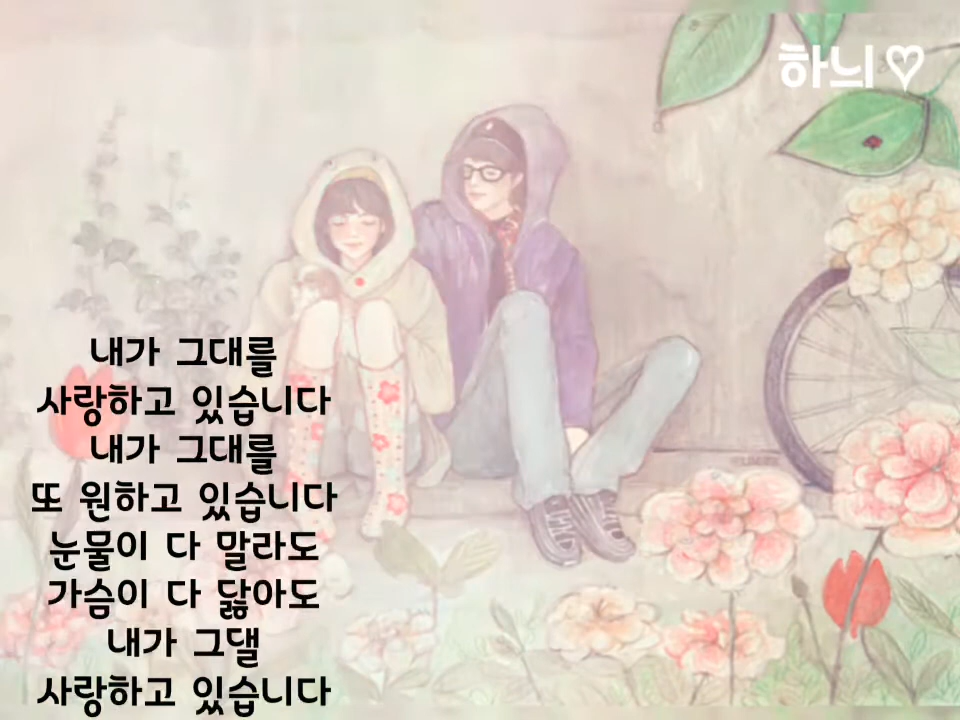 하늬♡
내가 그대를
사랑하고 있습니다
내가 그대를
또 원하고 있습니다
눈물이 다 말라도
가슴이 다 닳아도
내가 그댈
사랑하고 있습니다